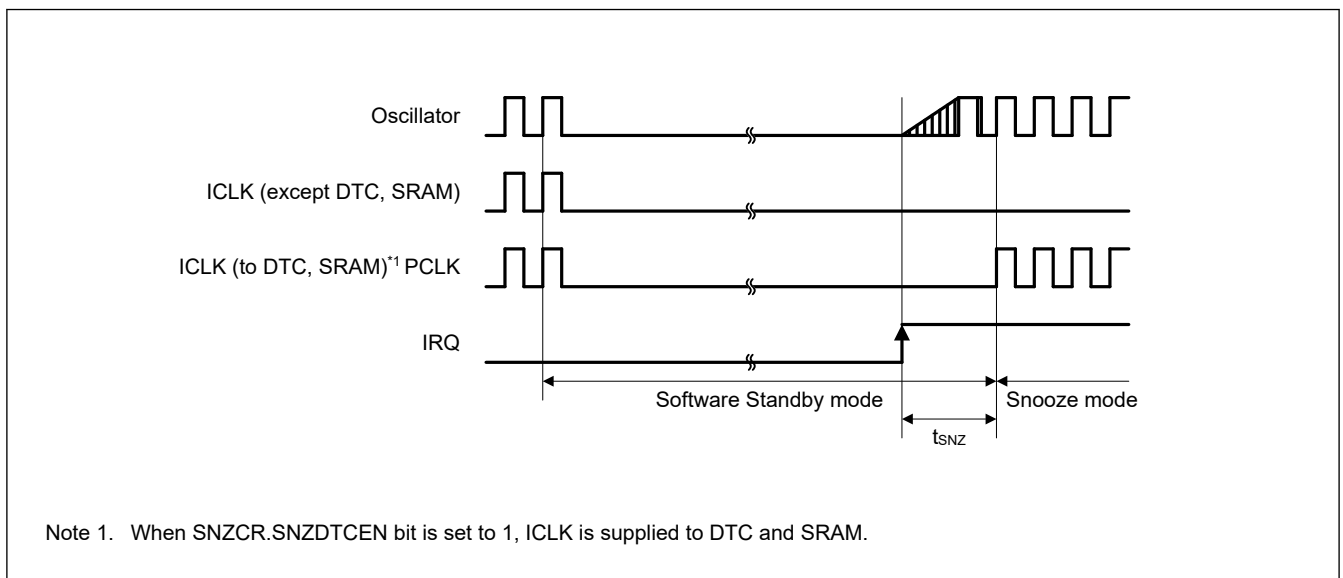 Oscillator
ICLK (except DTC, SRAM)
ICLK (to DTC, SRAM)*1 PCLK
IRQ
Software Standby mode
Snooze mode
tSNZ
Note 1. When SNZCR.SNZDTCEN bit is set to 1, ICLK is supplied to DTC and SRAM.